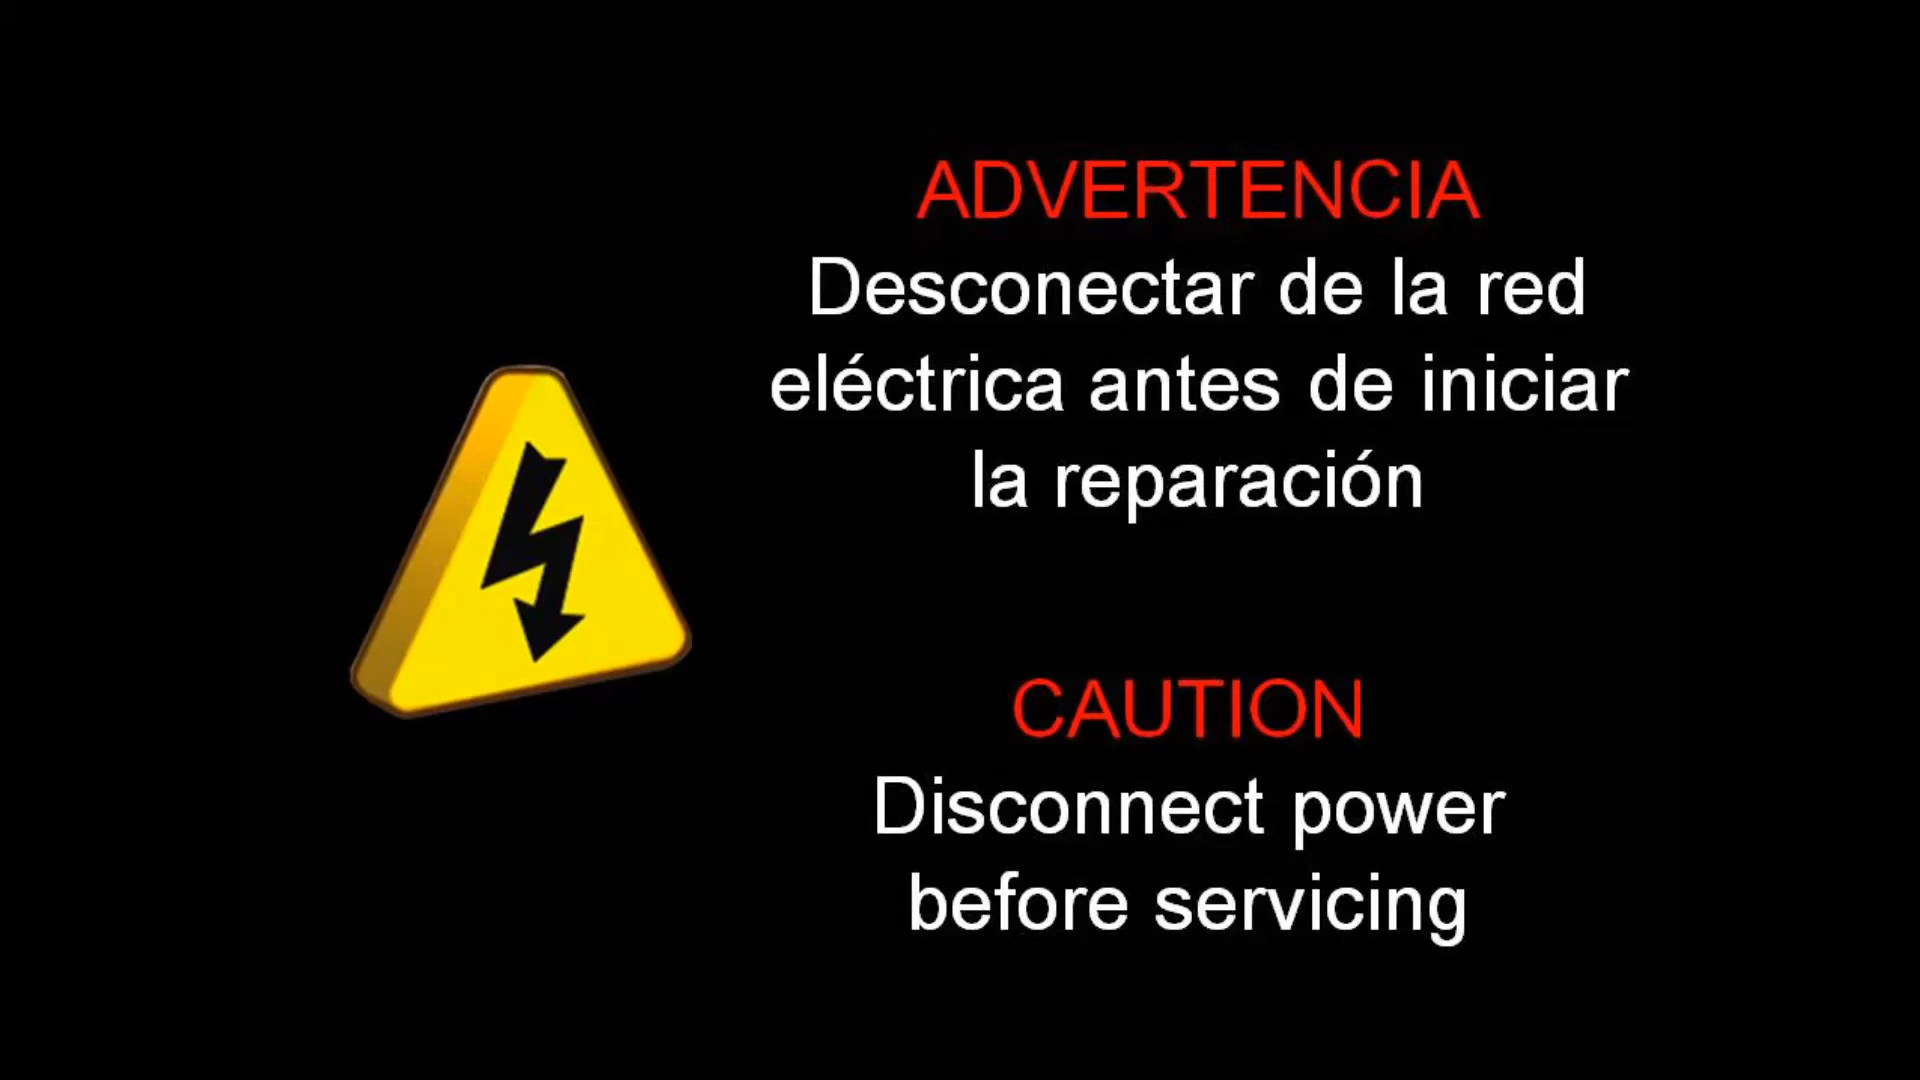 ADVERTENCIA
Desconectar de la red
eléctrica antes de iniciar
la reparación
CAUTION
Disconnect power
before servicing